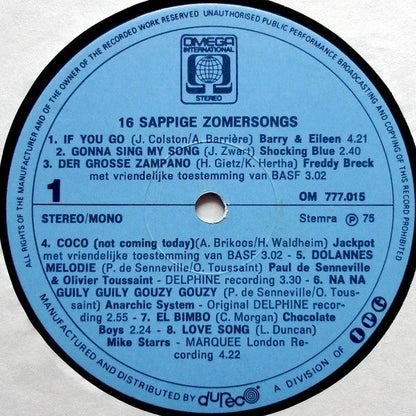 ALL RIGHTS OF THE MANUFACTURER AND OF THE OWNER OF THE RECORDED WORK RESERVED UNAUTHORISED PUBLIC PERFORMANCE BROADCASTING AND COPYING OF THIS RECORD PROHIBITED
OMEGA
INTERNATIONAL
STEREO
16 SAPPIGE ZOMERSONGS
1. IF YOU GO (J. Colston/A. Barrière) Barry & Eileen 4.21
2. GONNA SING MY SONG (J. Zwart) Shocking Blue 2.40
3. DER GROSSE ZAMPANO (H. Gietz/K. Hertha) Freddy Breck
met vriendelijke toestemming van BASF 3.02
1
OM 777.015
STEREO/MONO
Stemra Ⓟ 75
4. COCO (not coming today)(A. Brikoos/H. Waldheim) Jackpot
met vriendelijke toestemming van BASF 3.02 - 5. DOLANNES
MELODIE (P. de Senneville/O. Toussaint) Paul de Senneville
& Olivier Toussaint - DELPHINE recording 3.30 - 6. NA NA
GUILY GUILY GOUZY GOUZY (P. de Senneville/O. Tous-
saint) Anarchic System - Original DELPHINE recor-
ding 2.55 - 7. EL BIMBO (C. Morgan) Chocolate
Boys 2.24 - 8. LOVE SONG (L. Duncan)
Mike Starrs - MARQUEE London Re-
cording 4.22
MANUFACTURED AND DISTRIBUTED BY dureco A DIVISION OF